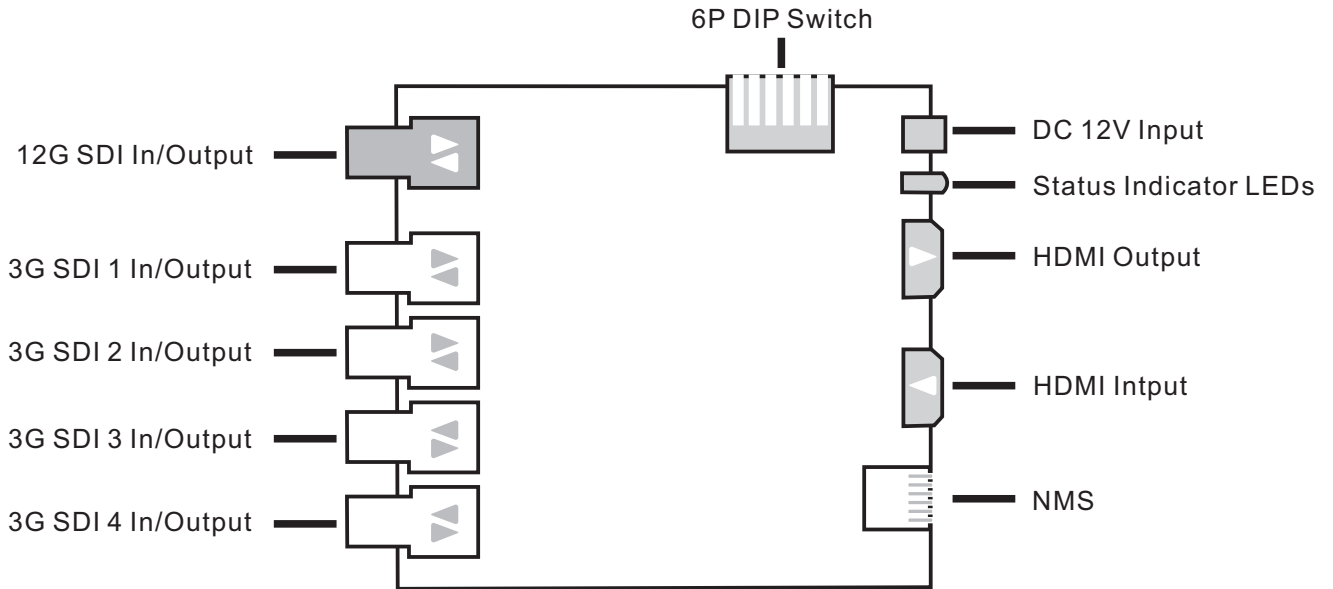 6P DIP Switch
12G SDI In/Output
3G SDI 1 In/Output
3G SDI 2 In/Output
3G SDI 3 In/Output
3G SDI 4 In/Output
DC 12V Input
Status Indicator LEDs
HDMI Output
HDMI Intput
NMS